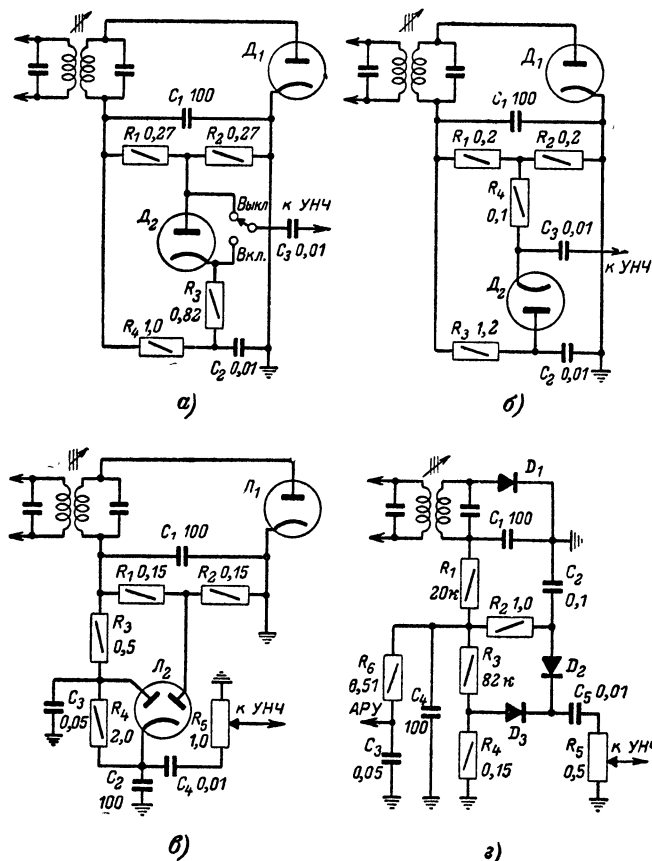 Д₁
C₁ 100
R₁ 0,27
R₂ 0,27
Д₂
Выкл.
к УНЧ
Вкл.
C₃ 0,01
R₃
0,82
R₄ 1,0
C₂ 0,01
а)
Д₁
C₁ 100
R₁ 0,2
R₂ 0,2
R₄
0,1
C₃ 0,01
к УНЧ
Д₂
R₃ 1,2
C₂ 0,01
б)
Л₁
C₁ 100
R₁ 0,15
R₂ 0,15
R₃
0,5
Л₂
C₃
0,05
R₄
2,0
R₅
1,0
к УНЧ
C₂
100
C₄ 0,01
в)
D₁
C₁ 100
R₁
20к
C₂
0,1
R₂ 1,0
R₆
0,51
АРУ
C₄
100
R₃
82к
D₂
C₅ 0,01
D₃
C₃
0,05
R₄
0,15
R₅
0,5
к УНЧ
г)